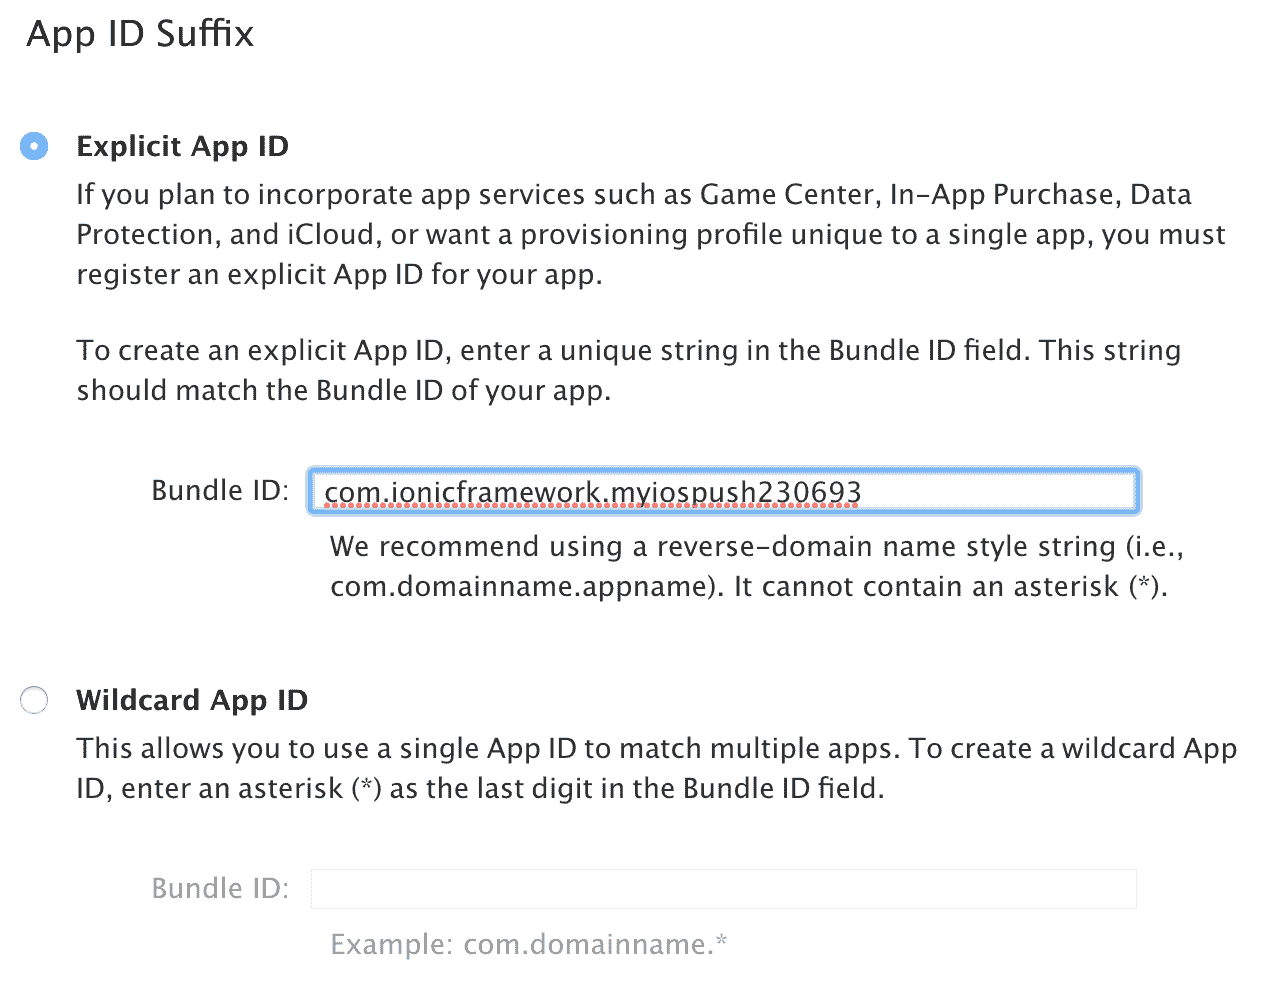 App ID Suffix
Explicit App ID
If you plan to incorporate app services such as Game Center, In-App Purchase, Data
Protection, and iCloud, or want a provisioning profile unique to a single app, you must
register an explicit App ID for your app.
To create an explicit App ID, enter a unique string in the Bundle ID field. This string
should match the Bundle ID of your app.
Bundle ID: com.ionicframework.myiospush230693
We recommend using a reverse-domain name style string (i.e.,
com.domainname.appname). It cannot contain an asterisk (*).
Wildcard App ID
This allows you to use a single App ID to match multiple apps. To create a wildcard App
ID, enter an asterisk (*) as the last digit in the Bundle ID field.
Bundle ID:
Example: com.domainname.*